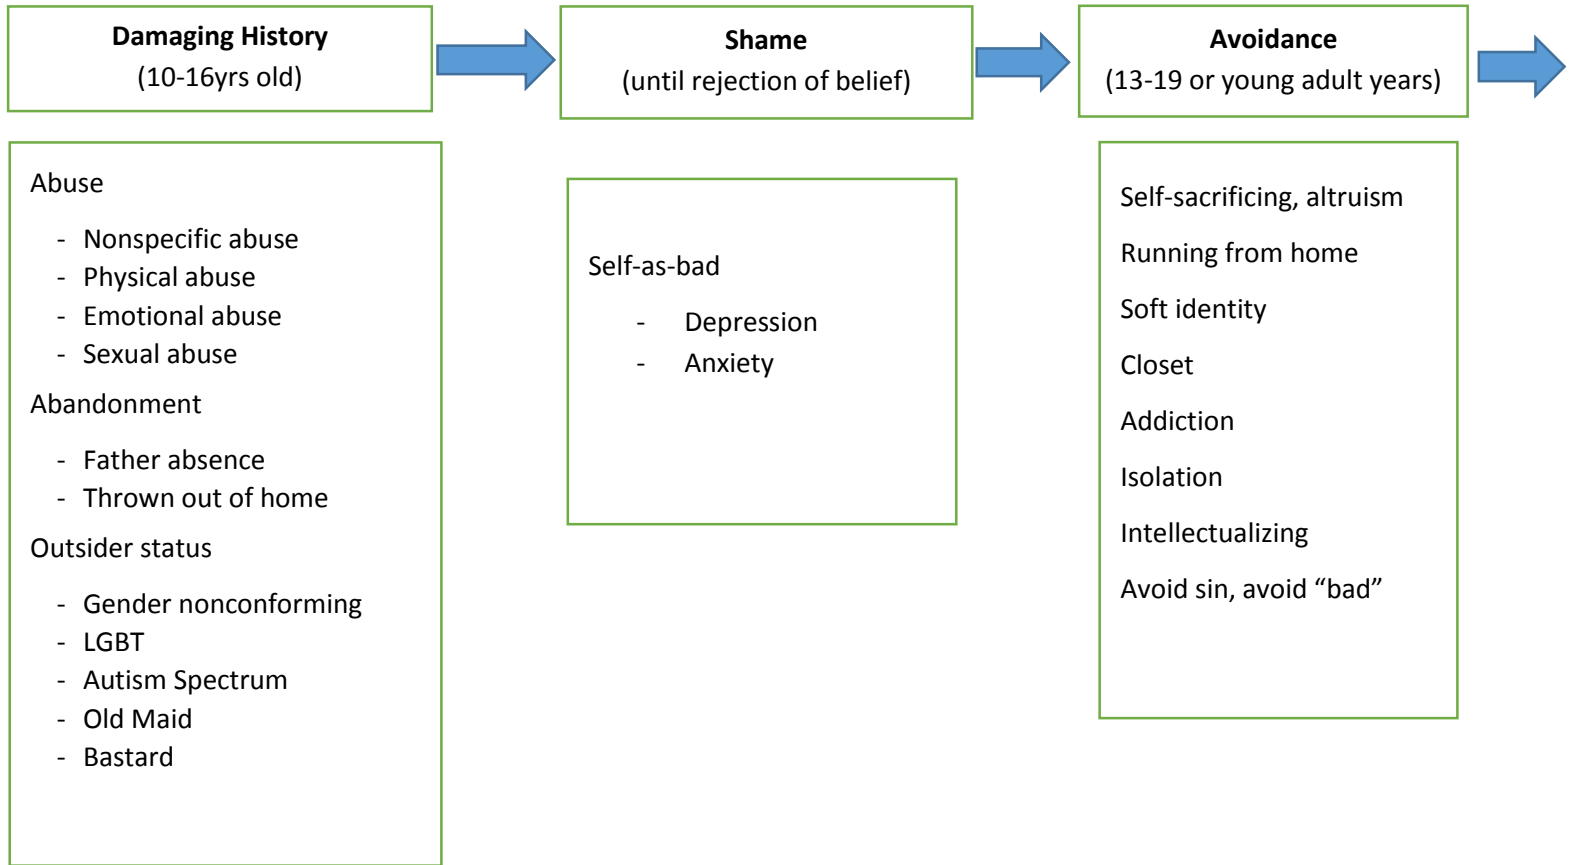 Damaging History
(10-16yrs old)
Shame
(until rejection of belief)
Avoidance
(13-19 or young adult years)
Abuse
- Nonspecific abuse
- Physical abuse
- Emotional abuse
- Sexual abuse
Abandonment
- Father absence
- Thrown out of home
Outsider status
- Gender nonconforming
- LGBT
- Autism Spectrum
- Old Maid
- Bastard
Self-as-bad
- Depression
- Anxiety
Self-sacrificing, altruism
Running from home
Soft identity
Closet
Addiction
Isolation
Intellectualizing
Avoid sin, avoid “bad”